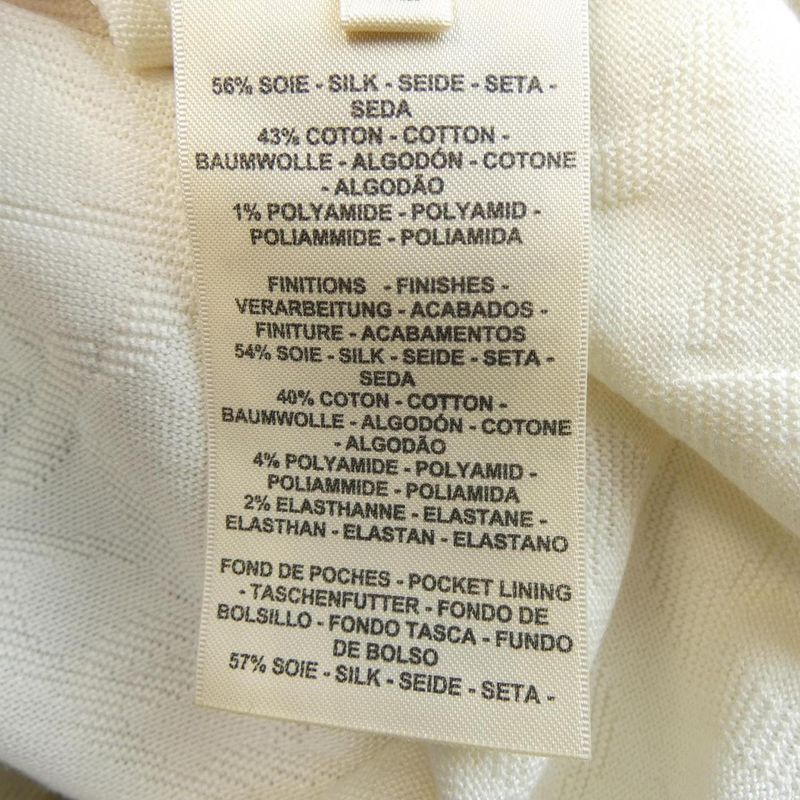 56% SOIE - SILK - SEIDE - SETA -
SEDA
43% COTON - COTTON -
BAUMWOLLE - ALGODÓN - COTONE
- ALGODÃO
1% POLYAMIDE - POLYAMID -
POLIAMMIDE - POLIAMIDA
FINITIONS - FINISHES -
VERARBEITUNG - ACABADOS -
FINITURE - ACABAMENTOS
54% SOIE - SILK - SEIDE - SETA -
SEDA
40% COTON - COTTON -
BAUMWOLLE - ALGODÓN - COTONE
- ALGODÃO
4% POLYAMIDE - POLYAMID -
POLIAMMIDE - POLIAMIDA
2% ELASTHANNE - ELASTANE -
ELASTHAN - ELASTAN - ELASTANO
FOND DE POCHES - POCKET LINING
- TASCHENFUTTER - FONDO DE
BOLSILLO - FONDO TASCA - FUNDO
DE BOLSO
57% SOIE - SILK - SEIDE - SETA -